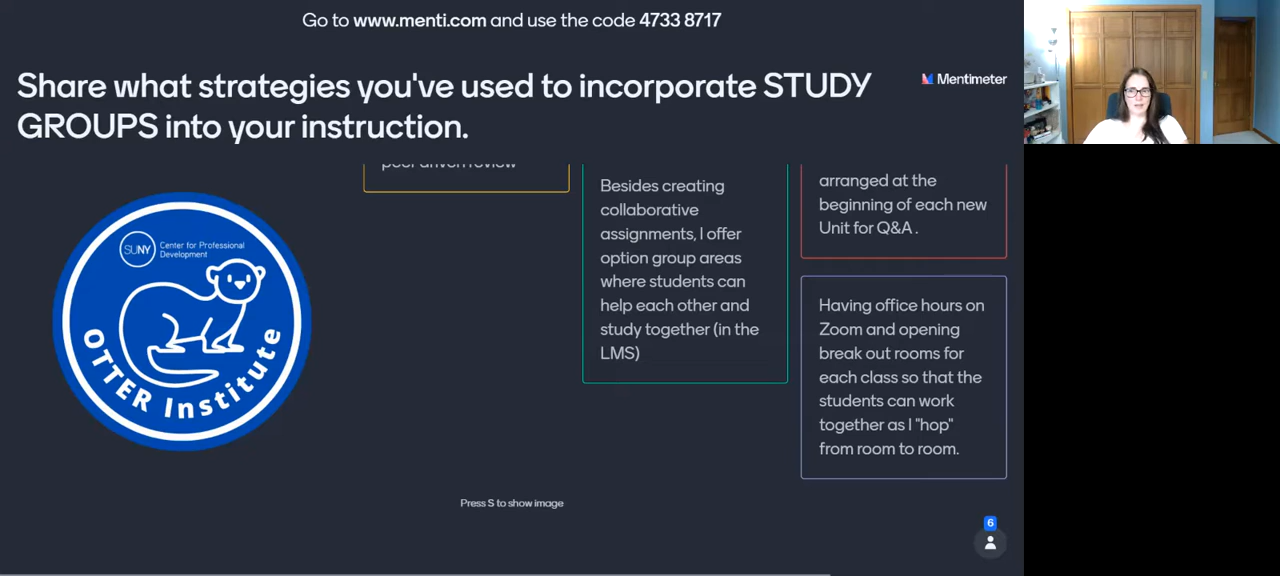 Go to www.menti.com and use the code 4733 8717
Share what strategies you've used to incorporate STUDY
GROUPS into your instruction.
Mentimeter
SUNY
Center for Professional
Development
OTTER Institute
peer driven review
Besides creating
collaborative
assignments, I offer
option group areas
where students can
help each other and
study together (in the
LMS)
arranged at the
beginning of each new
Unit for Q&A .
Having office hours on
Zoom and opening
break out rooms for
each class so that the
students can work
together as I "hop"
from room to room.
Press S to show image
6